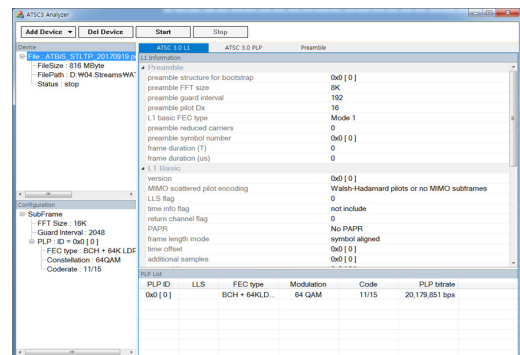 ATSC3 Analyzer
Add Device Del Device Start Stop
Device
File : ATBIS_STLTP_20170919.p
FileSize : 816 MByte
FilePath : D:₩04.Streams₩A
Status : stop
Configuration
SubFrame
FFT Size : 16K
Guard Interval : 2048
PLP : ID = 0x0 [ 0 ]
FEC type : BCH + 64K LDP
Constellation : 64QAM
Coderate : 11/15
ATSC 3.0 L1 ATSC 3.0 PLP Preamble
L1 Information
Preamble
preamble structure for bootstrap 0x0 [ 0 ]
preamble FFT size 8K
preamble guard interval 192
preamble pilot Dx 16
L1 basic FEC type Mode 1
preamble reduced carriers 0
preamble symbol number 0x0 [ 0 ]
frame duration (T) 0
frame duration (us) 0
L1 Basic
version 0x0 [ 0 ]
MIMO scattered pilot encoding Walsh-Hadamard pilots or no MIMO subframes
LLS flag 0
time info flag not include
return channel flag 0
PAPR No PAPR
frame length mode symbol aligned
time offset 0x0 [ 0 ]
additional samples 0x0 [ 0 ]
PLP List
PLP ID LLS FEC type Modulation Code PLP bitrate
0x0 [ 0 ] BCH + 64KLD... 64 QAM 11/15 20,179,851 bps